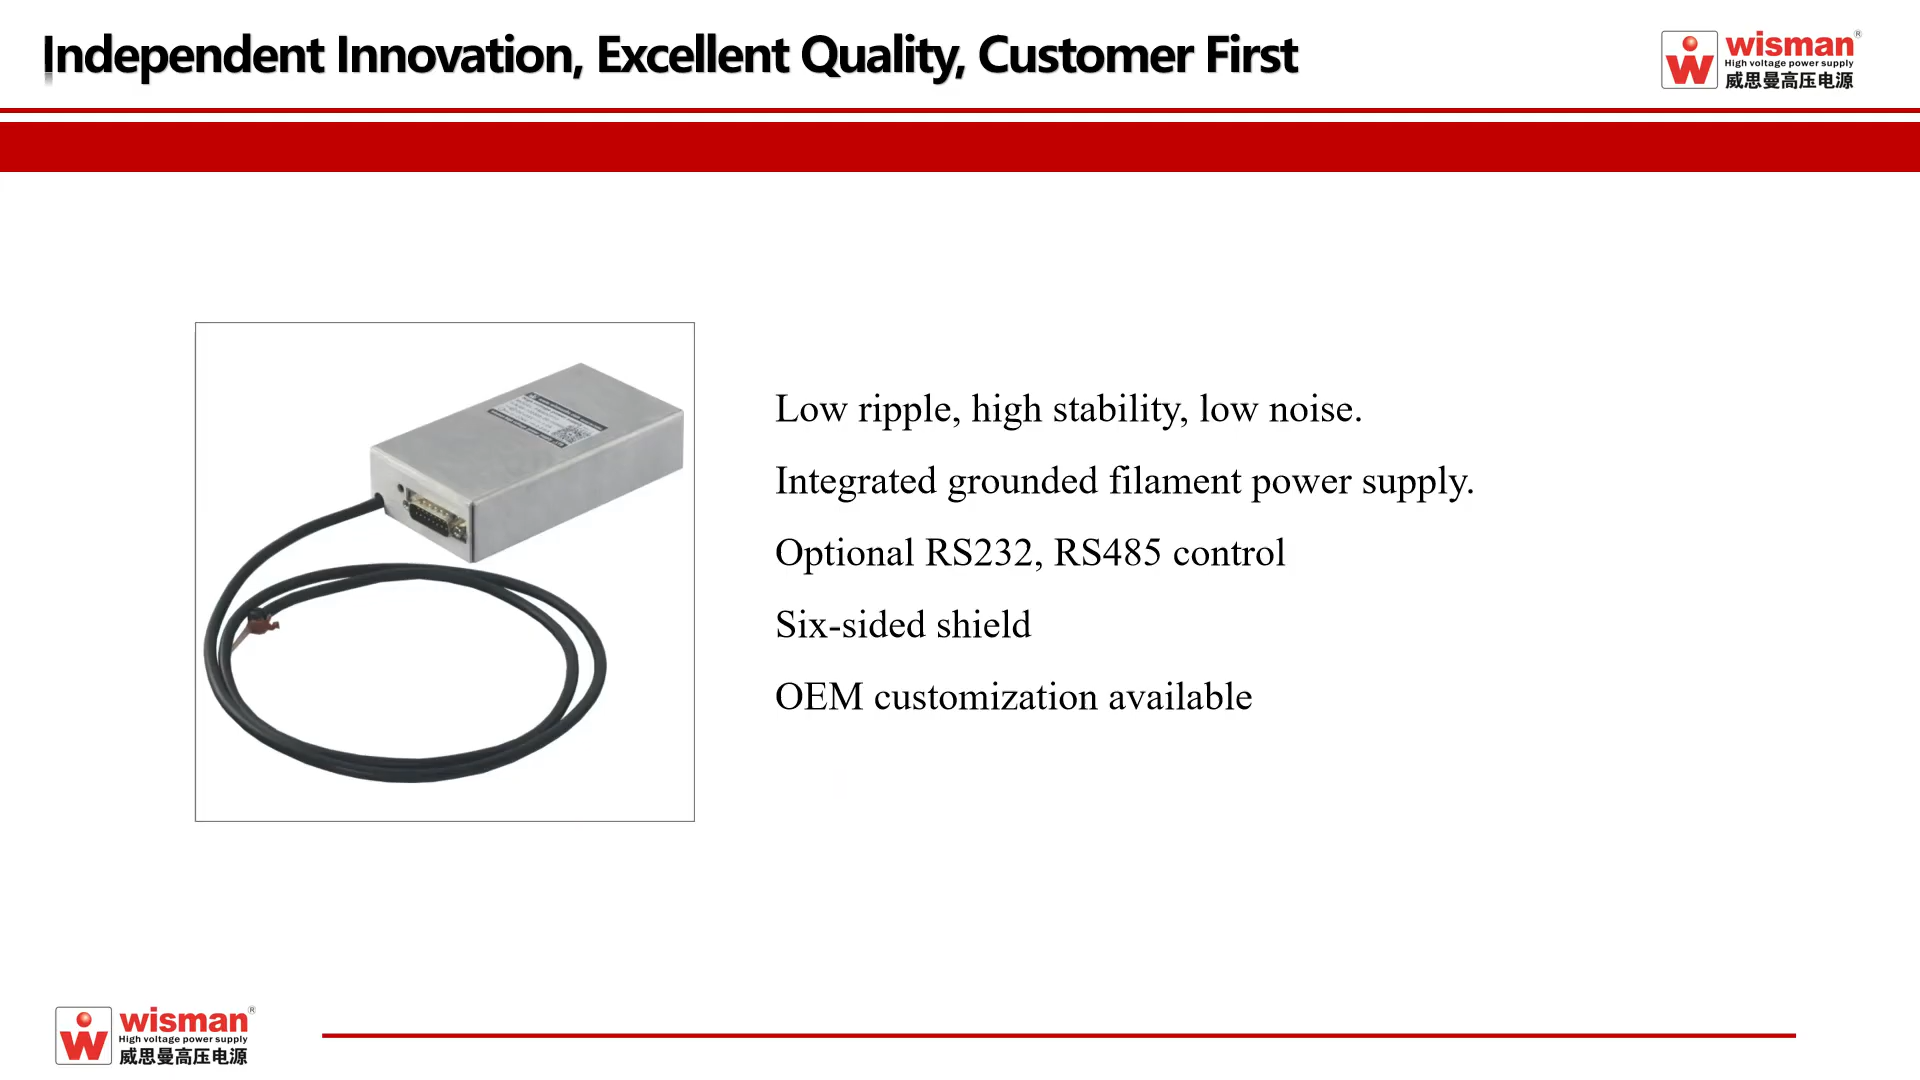 Independent Innovation, Excellent Quality, Customer First
wisman®
High voltage power supply
威思曼高压电源
Low ripple, high stability, low noise.
Integrated grounded filament power supply.
Optional RS232, RS485 control
Six-sided shield
OEM customization available
wisman®
High voltage power supply
威思曼高压电源